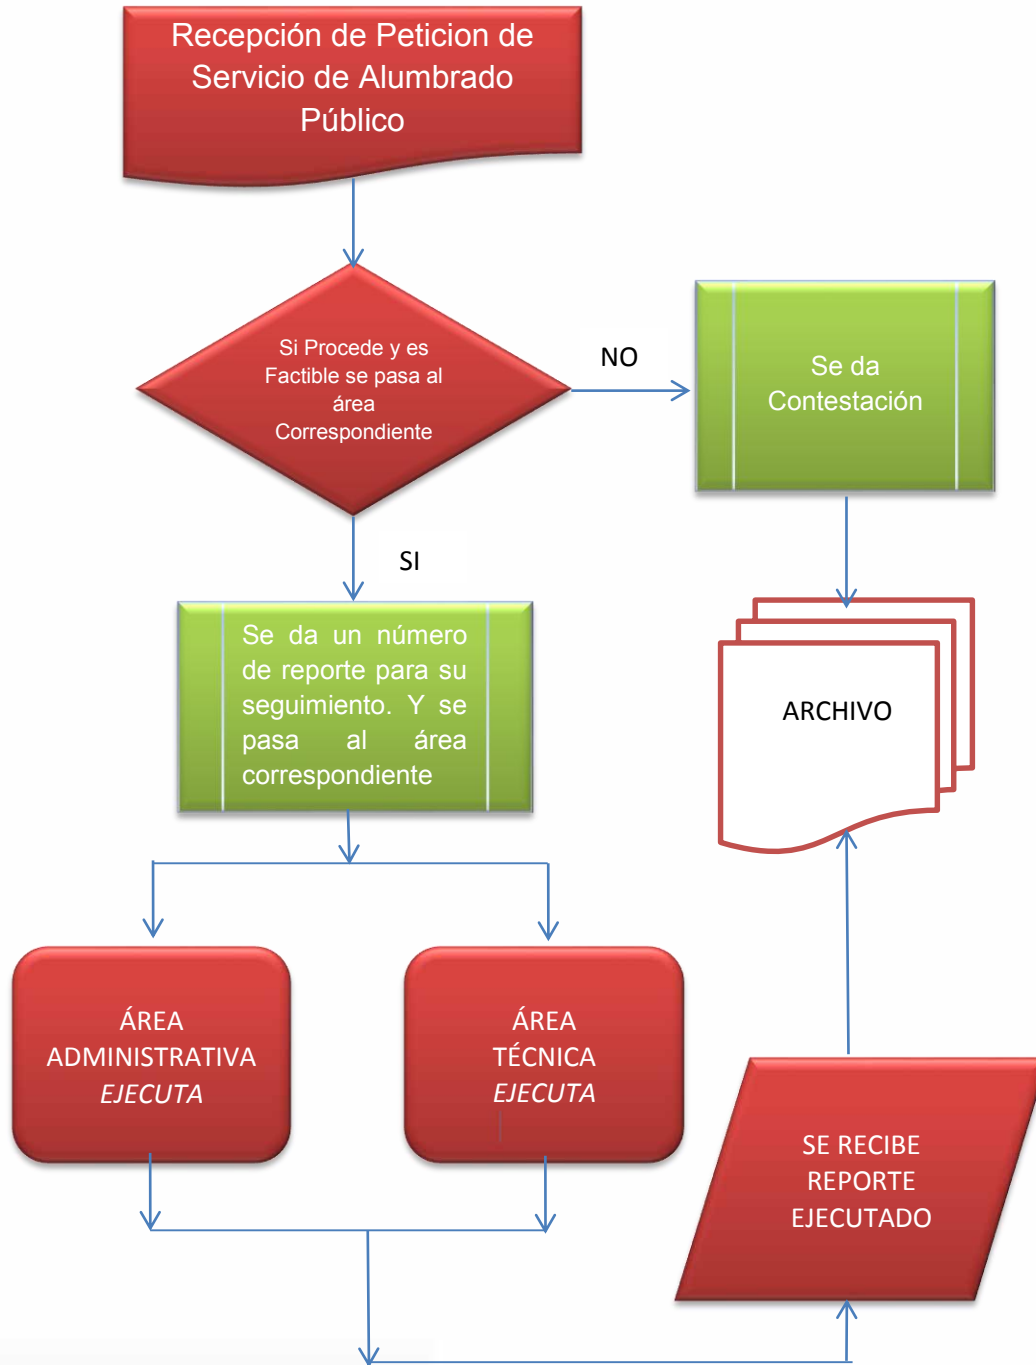 Recepción de Peticion de
Servicio de Alumbrado
Público
Si Procede y es
Factible se pasa al
área
Correspondiente
NO
Se da
Contestación
SI
Se da un número
de reporte para su
seguimiento. Y se
pasa al área
correspondiente
ARCHIVO
ÁREA
ADMINISTRATIVA
EJECUTA
ÁREA
TÉCNICA
EJECUTA
SE RECIBE
REPORTE
EJECUTADO